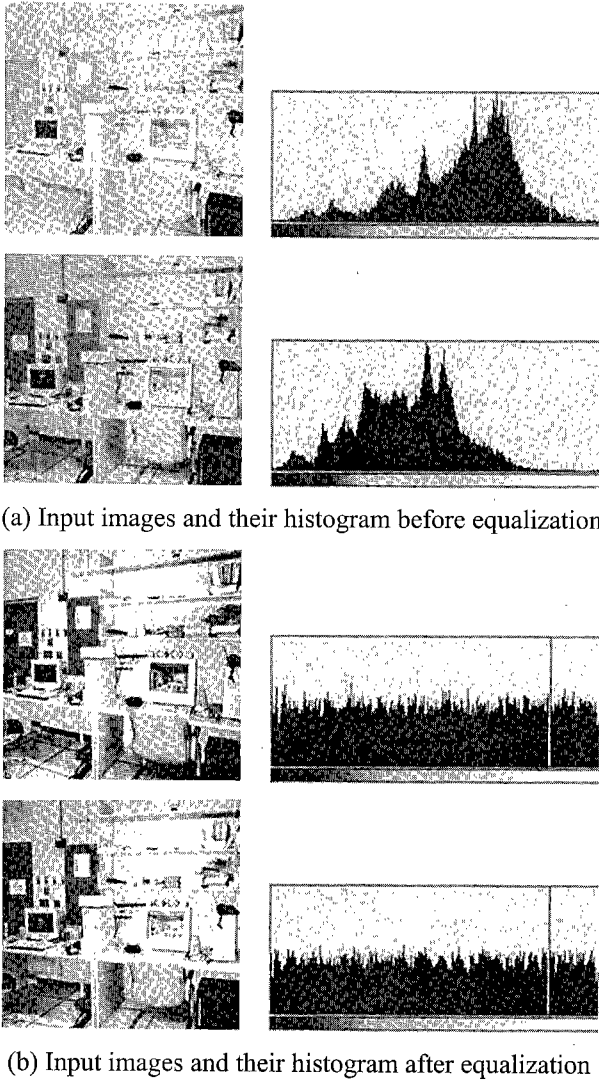 (a) Input images and their histogram before equalization
(b) Input images and their histogram after equalization